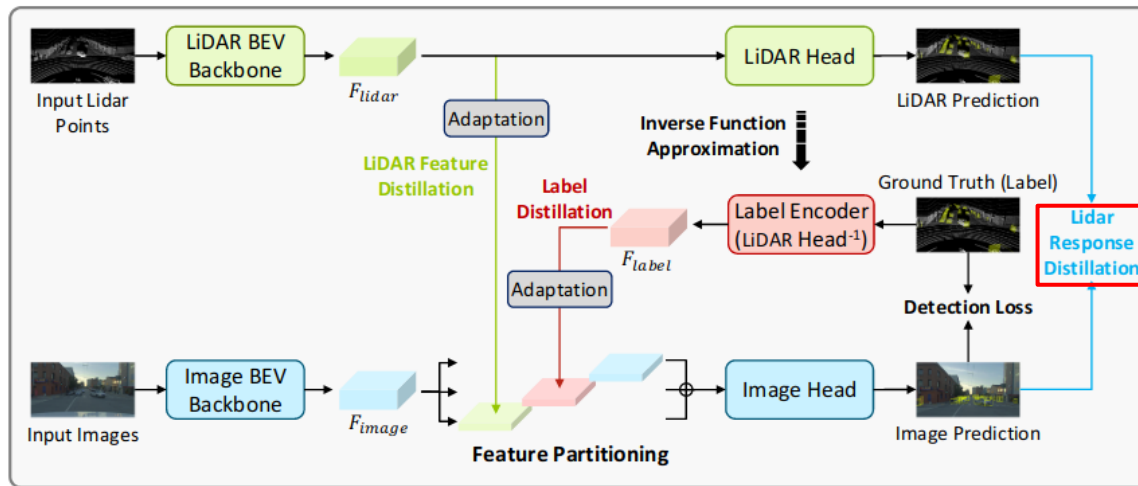 LiDAR BEV
Backbone
F_lidar
LiDAR Head
Input Lidar
Points
LiDAR Prediction
Adaptation
Inverse Function
Approximation
LiDAR Feature
Distillation
Label
Distillation
Ground Truth (Label)
Label Encoder
(LiDAR Head⁻¹)
Lidar
Response
Distillation
F_label
Adaptation
Detection Loss
Image BEV
Backbone
F_image
Image Head
Input Images
Feature Partitioning
Image Prediction